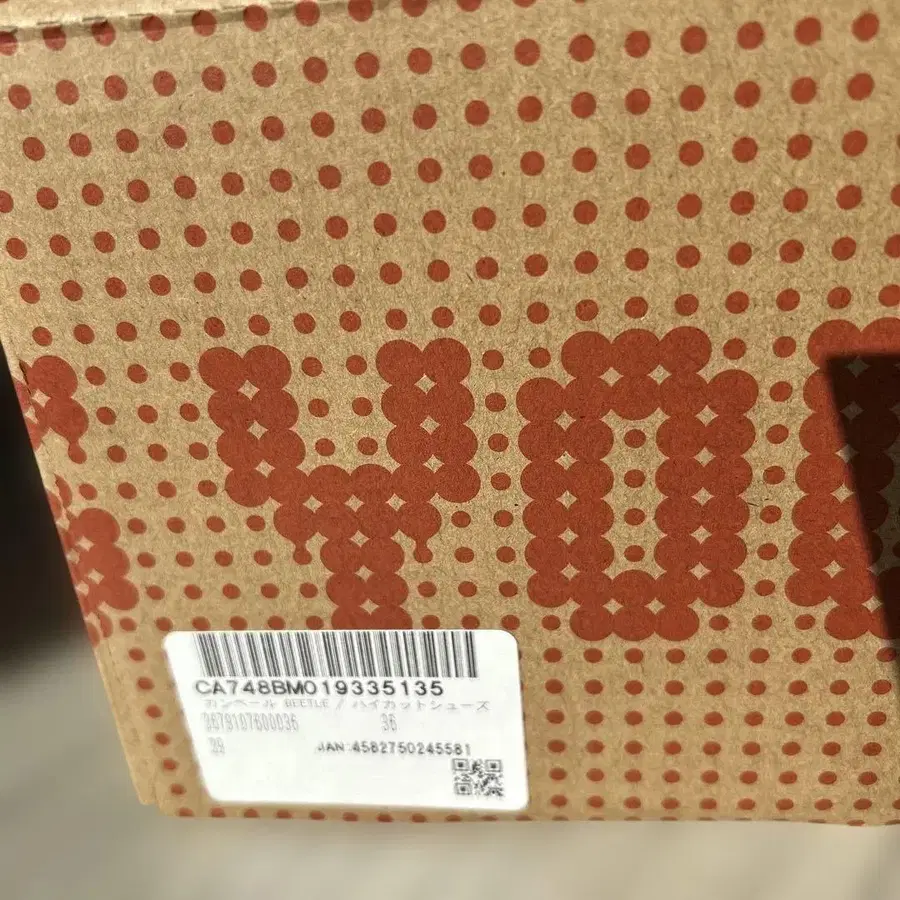 YOU
CA748BM019335135
カンペール BEETLE / ハイカットシューズ
36
39
JAN:4582750245581